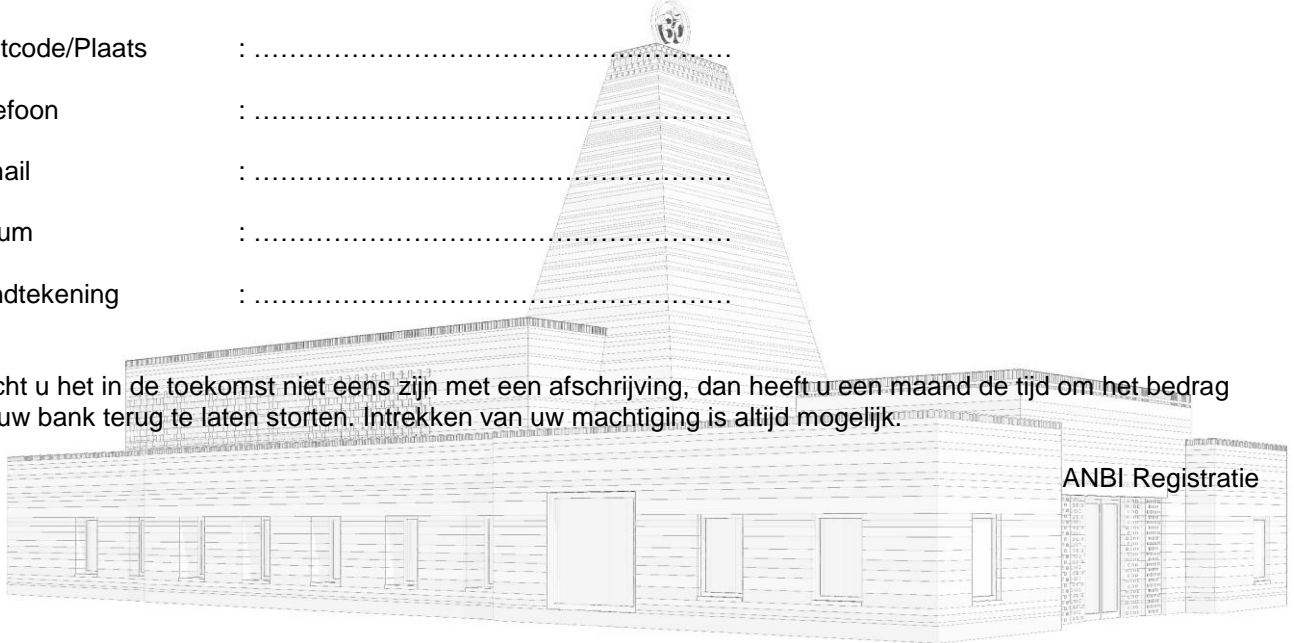 tcode/Plaats : ……………………………………………….
efoon : ……………………………………………….
ail : ……………………………………………….
um : ……………………………………………….
ndtekening : ……………………………………………….
cht u het in de toekomst niet eens zijn met een afschrijving, dan heeft u een maand de tijd om het bedrag
uw bank terug te laten storten. Intrekken van uw machtiging is altijd mogelijk.
ANBI Registratie